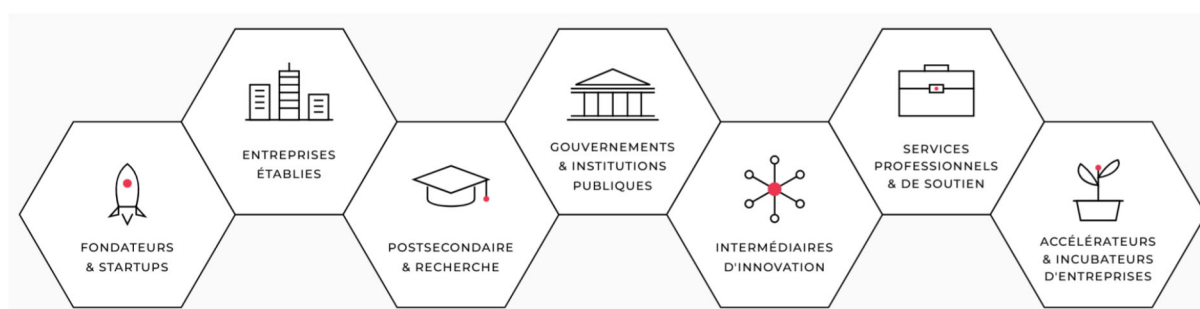 FONDATEURS
& STARTUPS
ENTREPRISES
ÉTABLIES
POSTSECONDAIRE
& RECHERCHE
GOUVERNEMENTS
& INSTITUTIONS
PUBLIQUES
INTERMÉDIAIRES
D'INNOVATION
SERVICES
PROFESSIONNELS
& DE SOUTIEN
ACCÉLÉRATEURS
& INCUBATEURS
D'ENTREPRISES